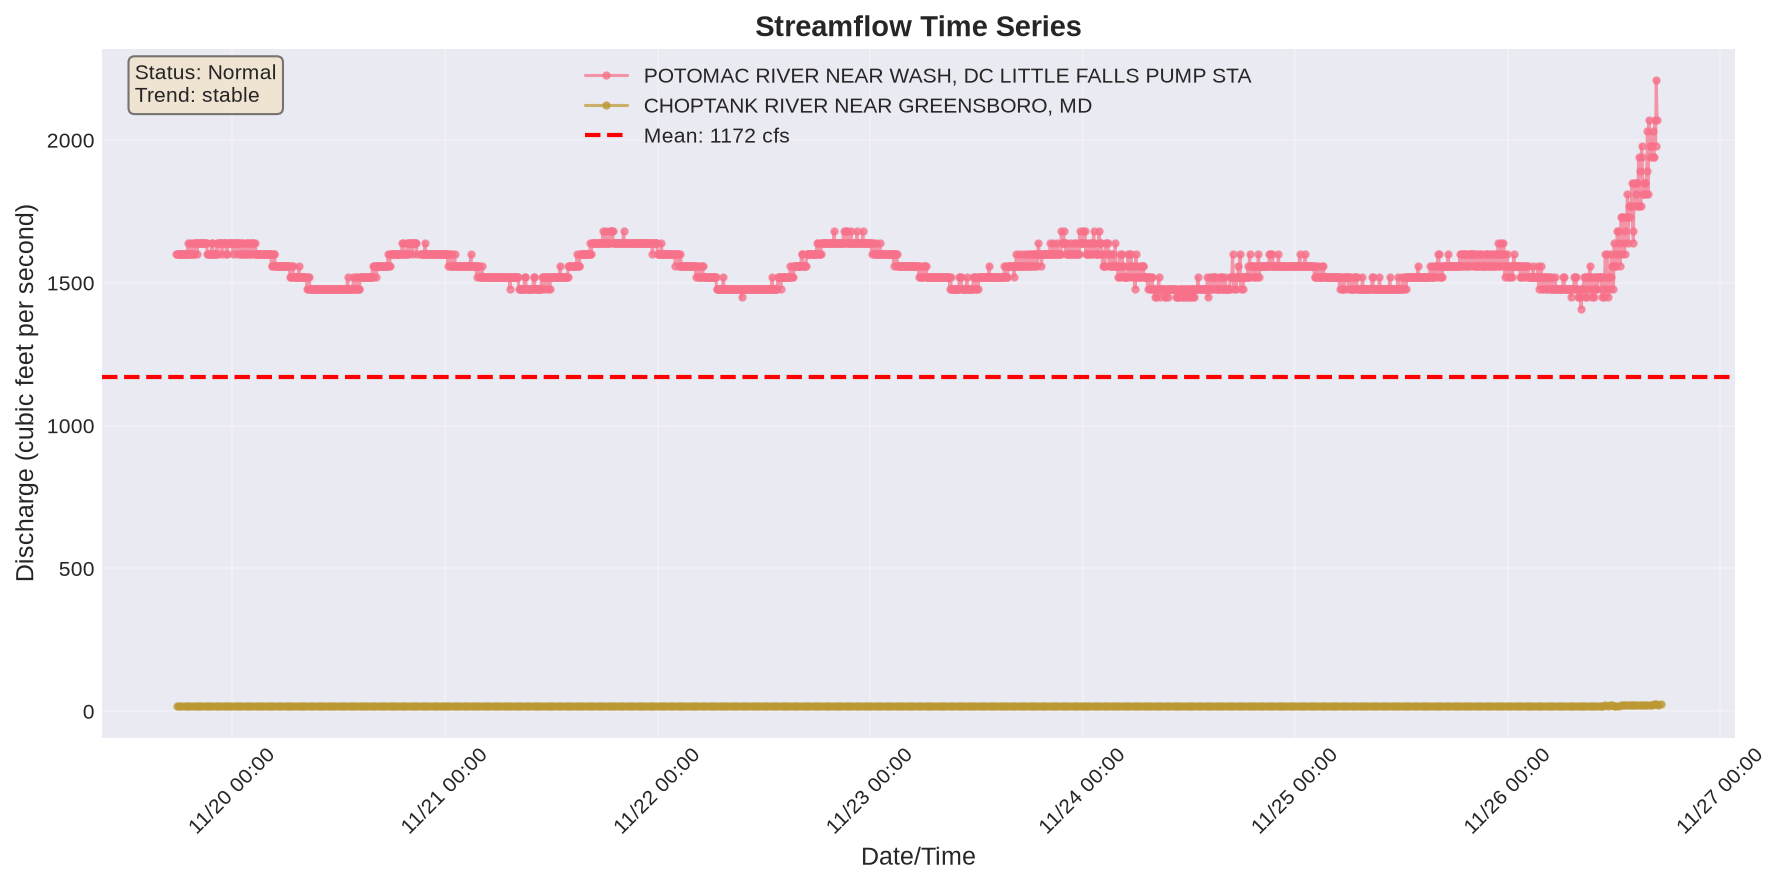 Streamflow Time Series
Status: Normal
Trend: stable
POTOMAC RIVER NEAR WASH, DC LITTLE FALLS PUMP STA
CHOPTANK RIVER NEAR GREENSBORO, MD
Mean: 1172 cfs
Discharge (cubic feet per second)
2000
1500
1000
500
0
11/20 00:00
11/21 00:00
11/22 00:00
11/23 00:00
11/24 00:00
11/25 00:00
11/26 00:00
11/27 00:00
Date/Time